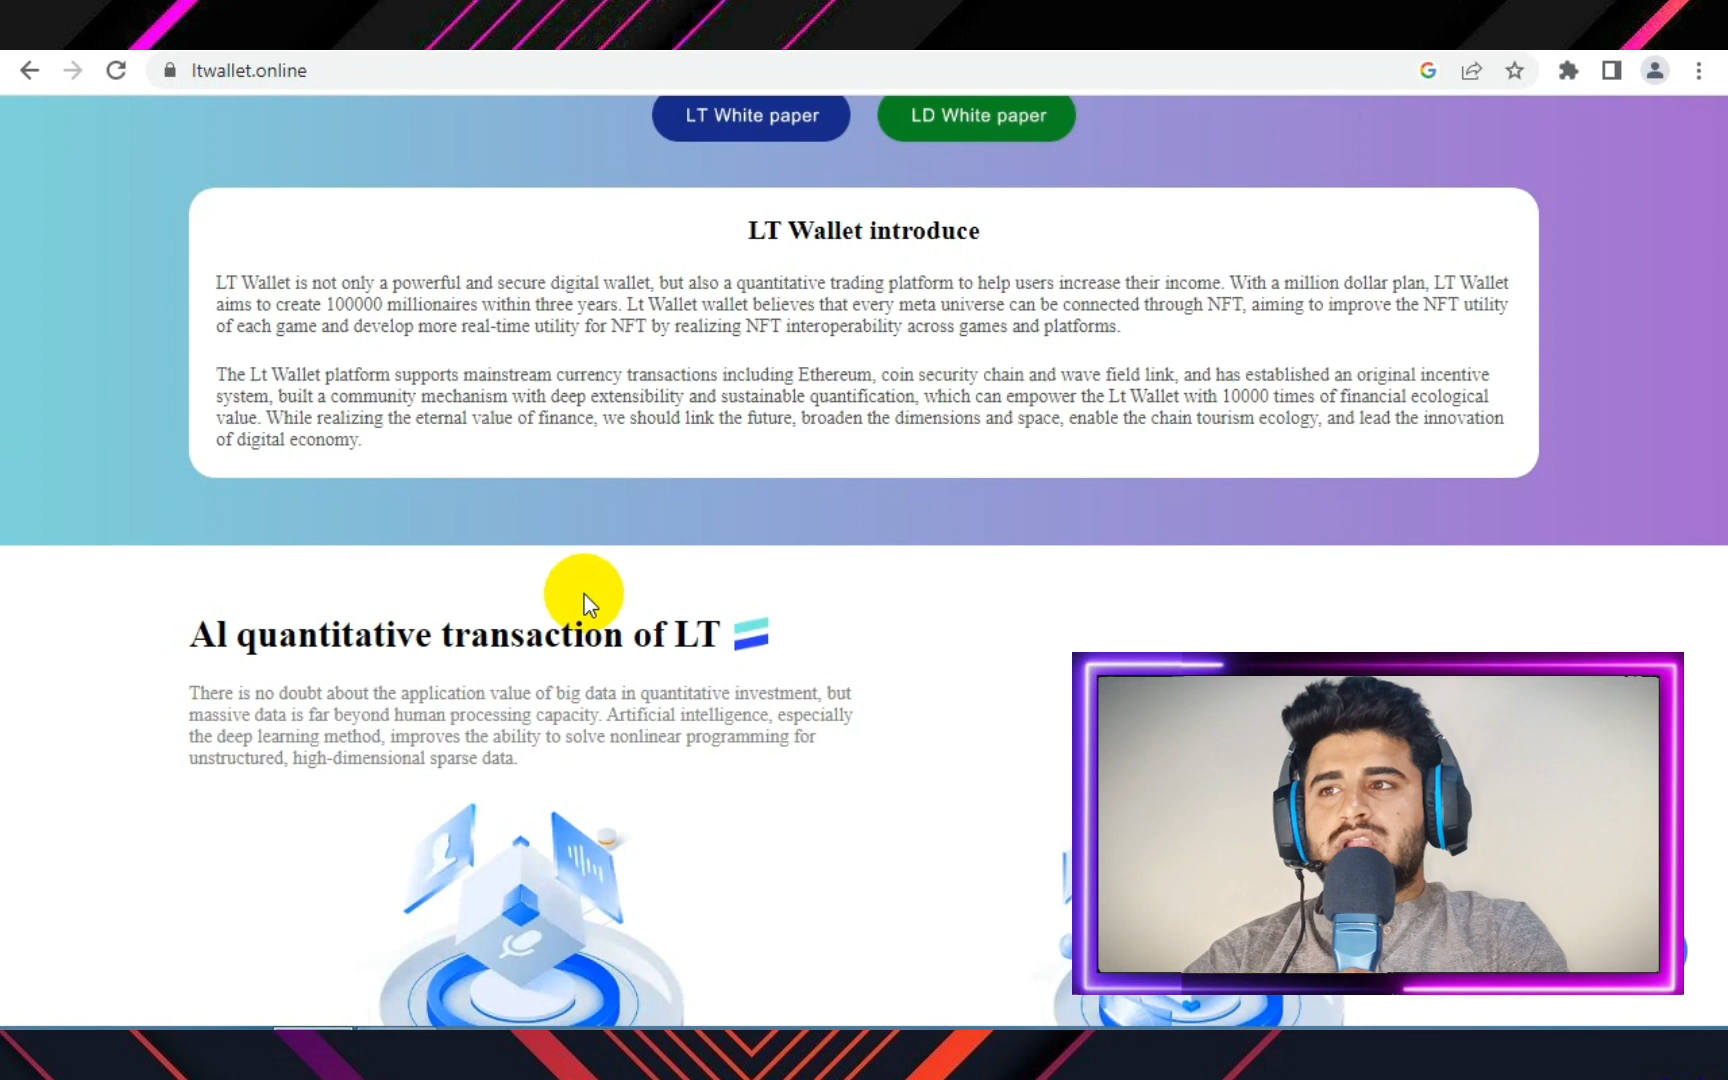 ltwallet.online
LT White paper
LD White paper
LT Wallet introduce
LT Wallet is not only a powerful and secure digital wallet, but also a quantitative trading platform to help users increase their income. With a million dollar plan, LT Wallet
aims to create 100000 millionaires within three years. Lt Wallet wallet believes that every meta universe can be connected through NFT, aiming to improve the NFT utility
of each game and develop more real-time utility for NFT by realizing NFT interoperability across games and platforms.
The Lt Wallet platform supports mainstream currency transactions including Ethereum, coin security chain and wave field link, and has established an original incentive
system, built a community mechanism with deep extensibility and sustainable quantification, which can empower the Lt Wallet with 10000 times of financial ecological
value. While realizing the eternal value of finance, we should link the future, broaden the dimensions and space, enable the chain tourism ecology, and lead the innovation
of digital economy.
Al quantitative transaction of LT
There is no doubt about the application value of big data in quantitative investment, but
massive data is far beyond human processing capacity. Artificial intelligence, especially
the deep learning method, improves the ability to solve nonlinear programming for
unstructured, high-dimensional sparse data.